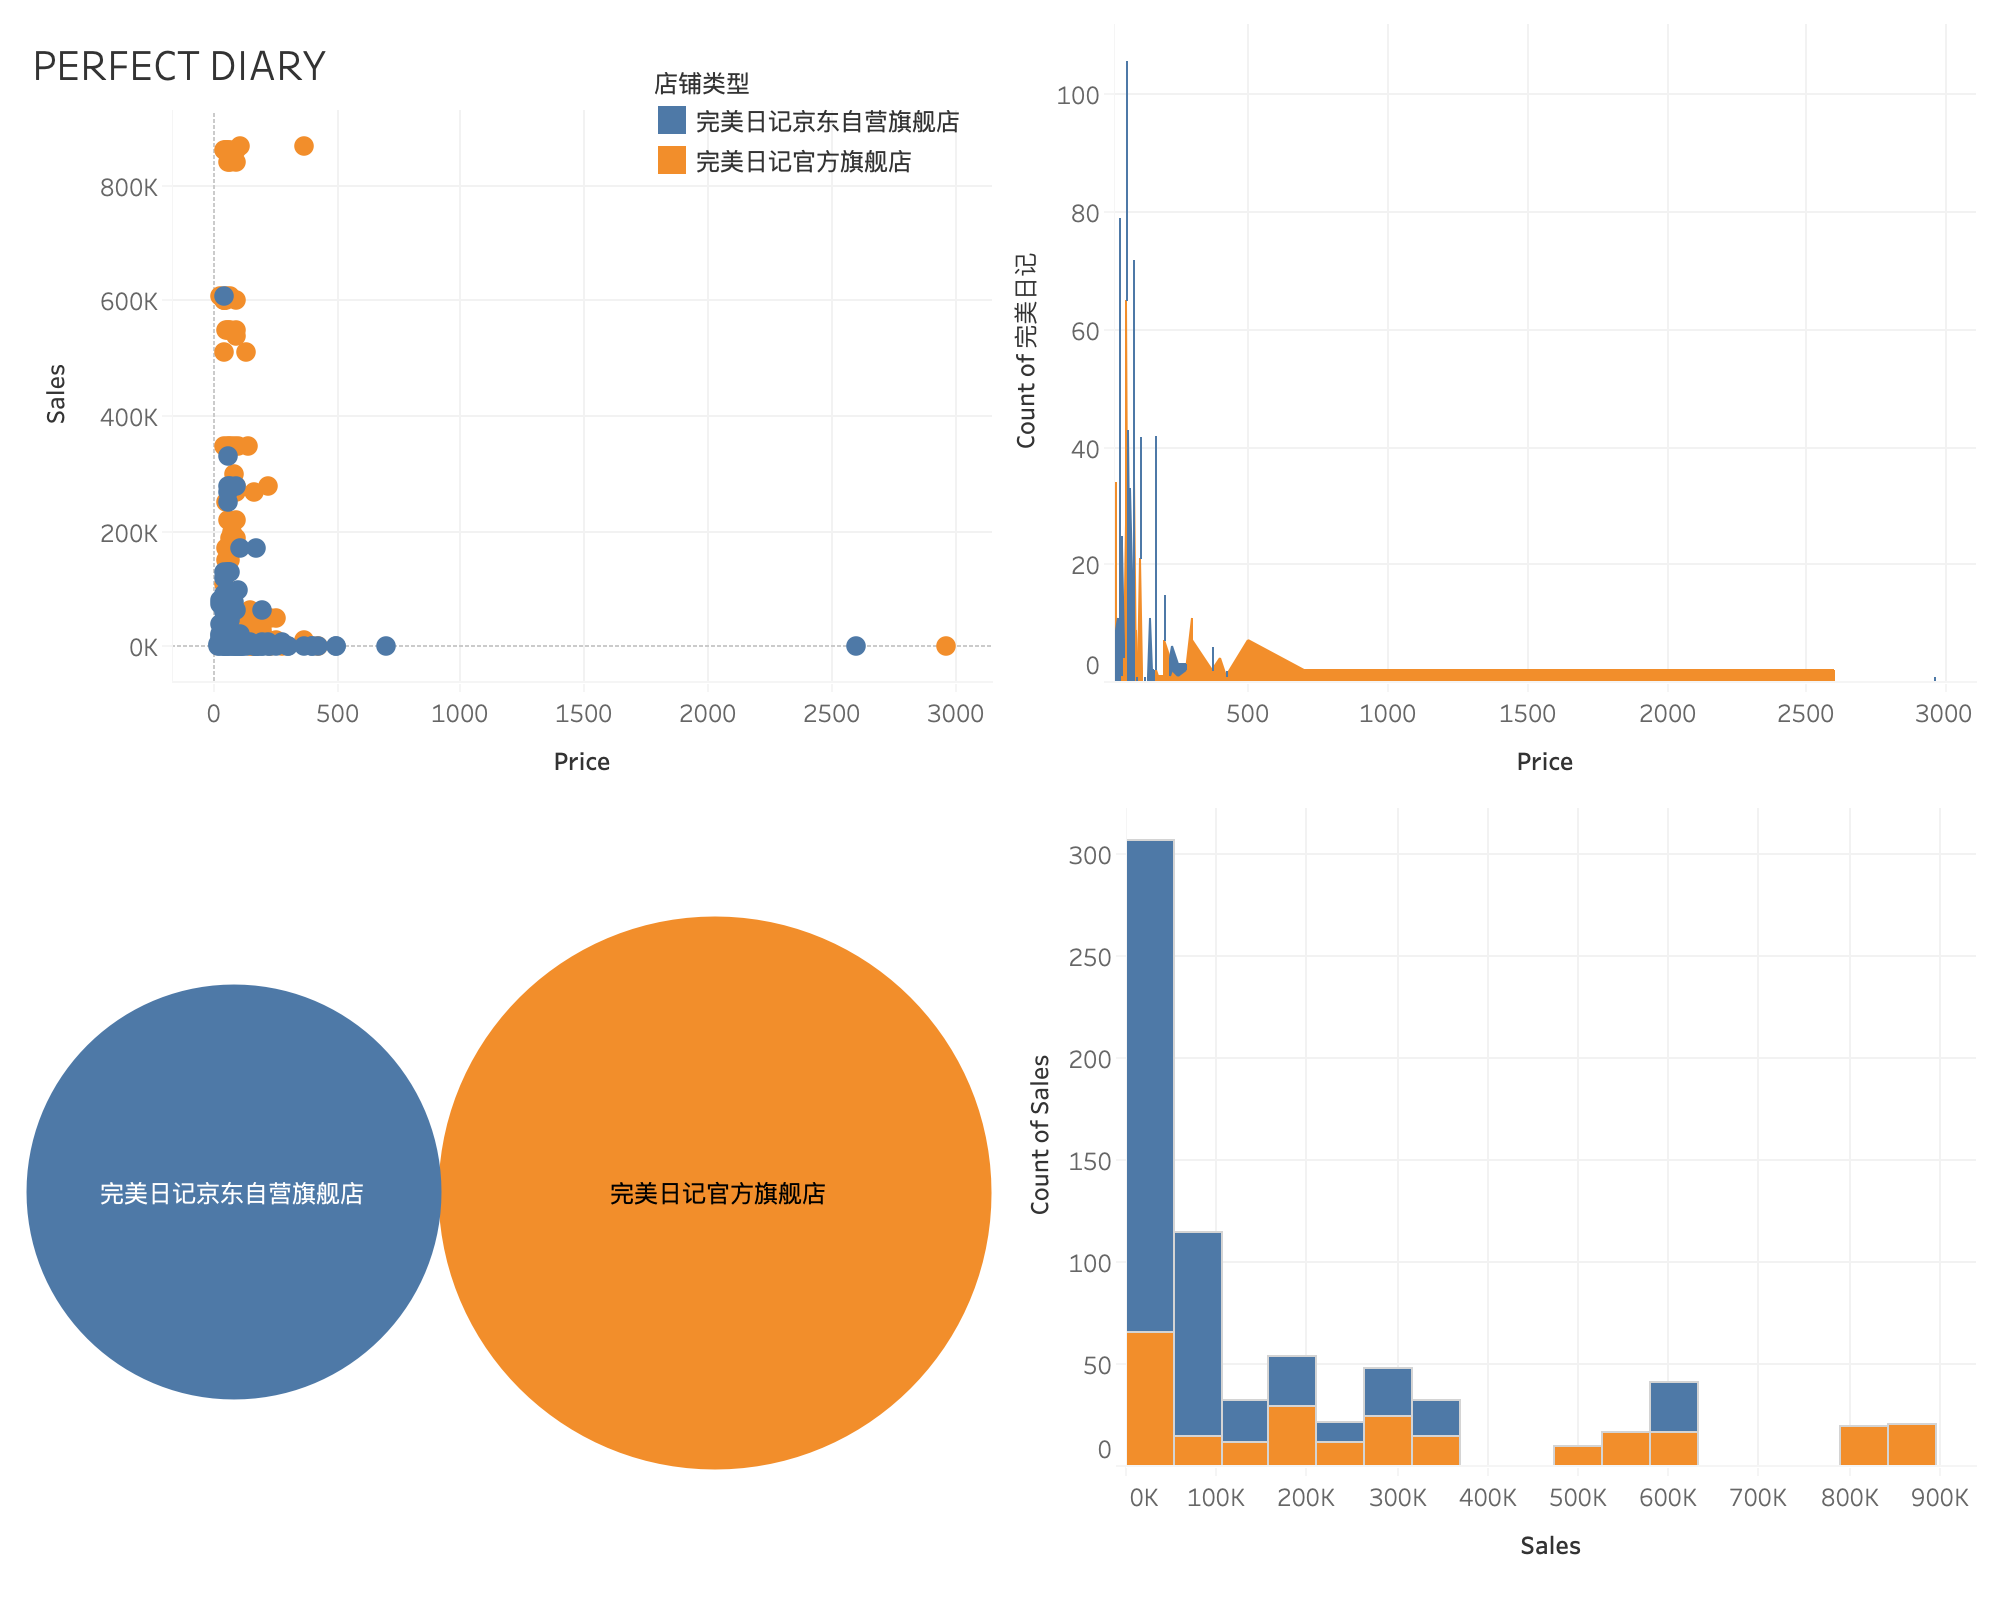 PERFECT DIARY
店铺类型
完美日记京东自营旗舰店
完美日记官方旗舰店
800K
600K
400K
200K
0K
Sales
0 500 1000 1500 2000 2500 3000
Price
100
80
60
40
20
0
Count of 完美日记
500 1000 1500 2000 2500 3000
Price
完美日记京东自营旗舰店
完美日记官方旗舰店
300
250
200
150
100
50
0
Count of Sales
0K 100K 200K 300K 400K 500K 600K 700K 800K 900K
Sales